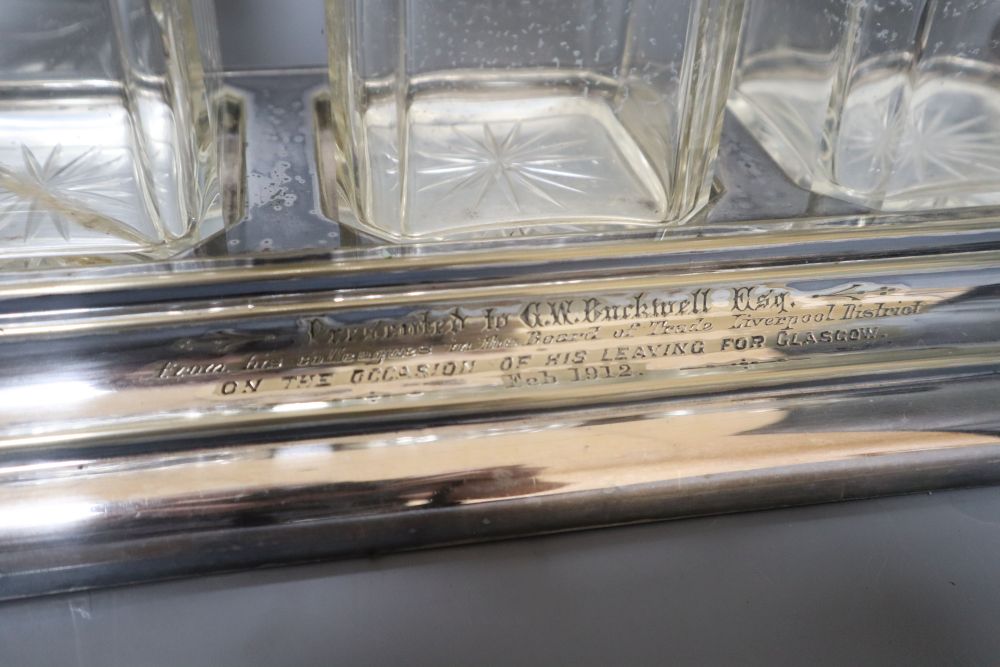 Presented to G.W. Buckwell Esq.
from his colleagues in the Board of Trade Liverpool District
ON THE OCCASION OF HIS LEAVING FOR GLASGOW.
Feb 1912.